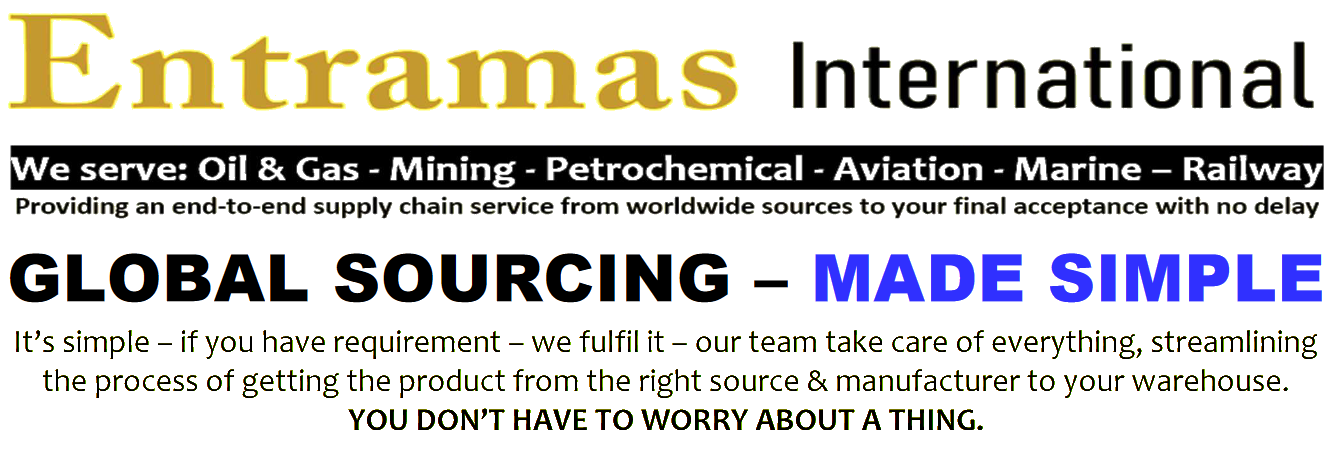 Entramas International
We serve: Oil & Gas - Mining - Petrochemical - Aviation - Marine – Railway
Providing an end-to-end supply chain service from worldwide sources to your final acceptance with no delay
GLOBAL SOURCING – MADE SIMPLE
It’s simple – if you have requirement – we fulfil it – our team take care of everything, streamlining
the process of getting the product from the right source & manufacturer to your warehouse.
YOU DON’T HAVE TO WORRY ABOUT A THING.